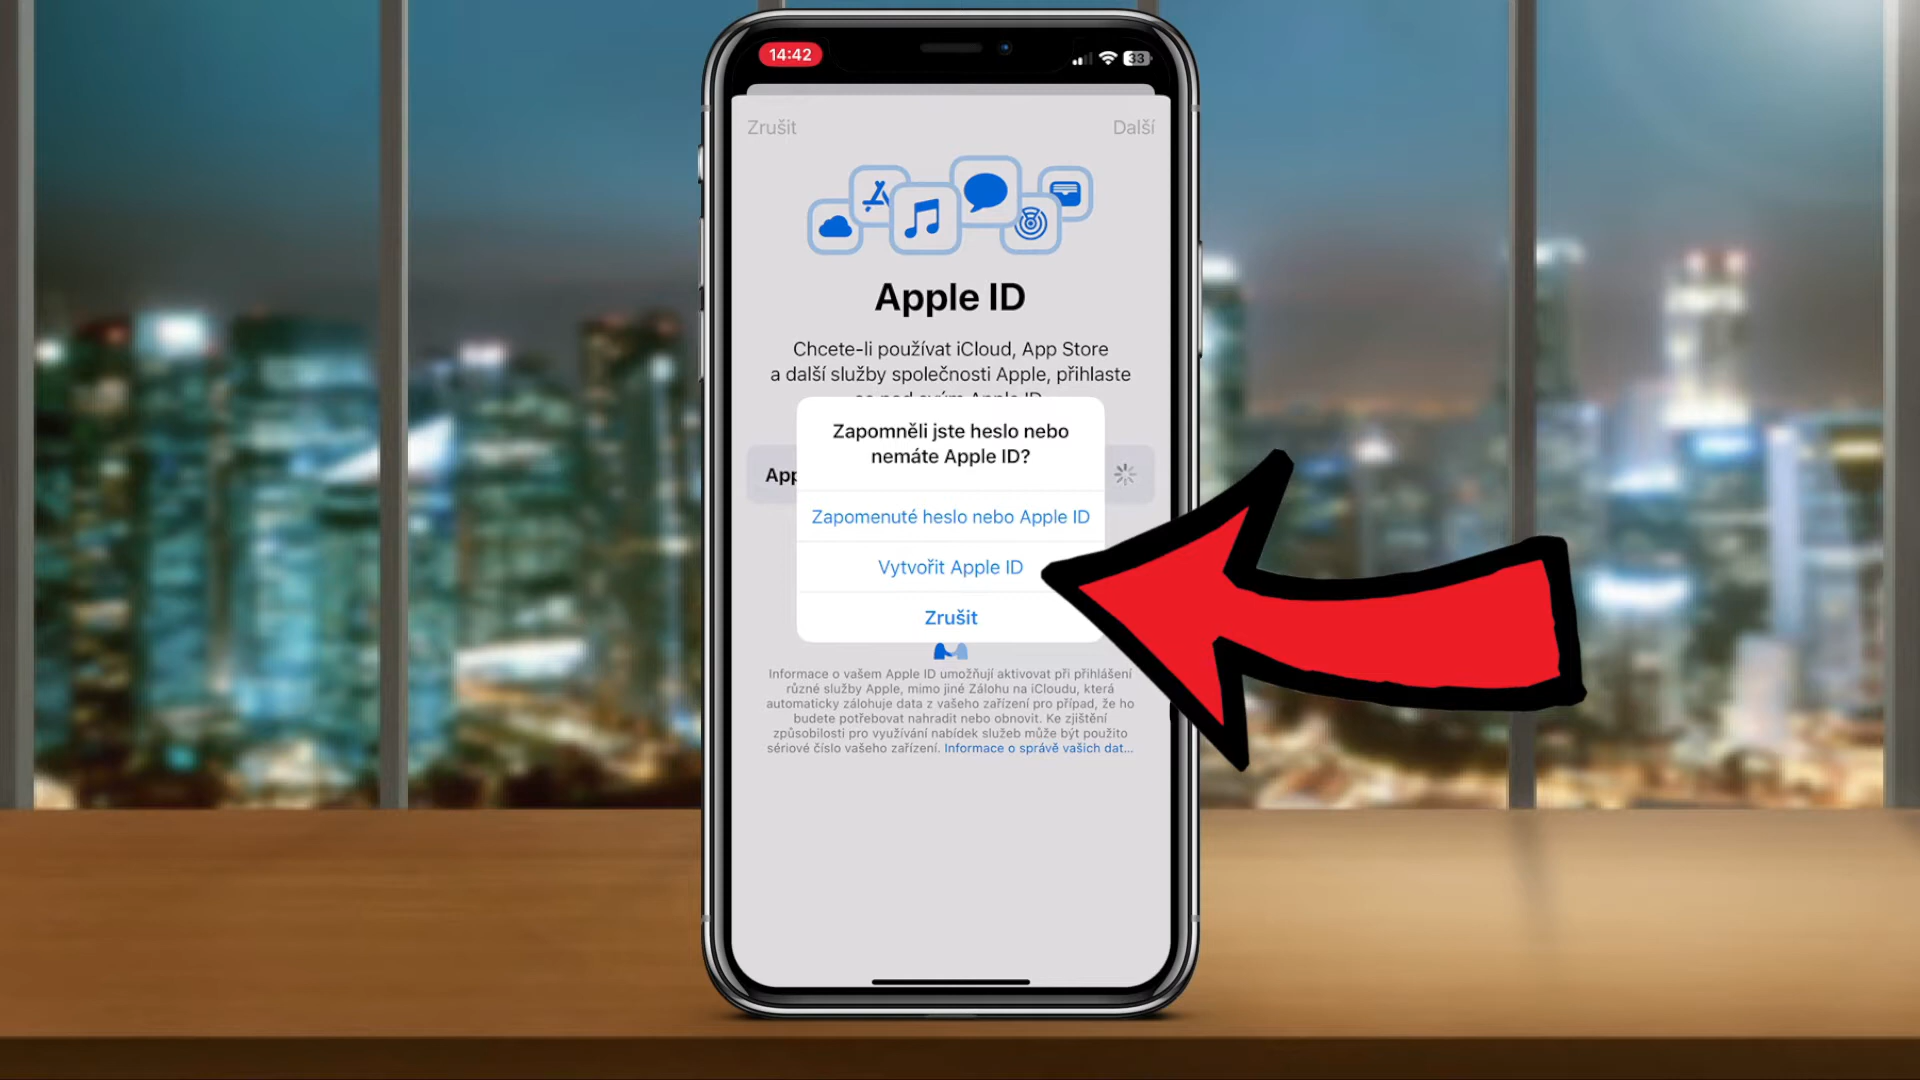 14:42
33
Zrušit
Další
Apple ID
Chcete-li používat iCloud, App Store
a další služby společnosti Apple, přihlaste
Zapomněli jste heslo nebo
nemáte Apple ID?
App
Zapomenuté heslo nebo Apple ID
Vytvořit Apple ID
Zrušit
Informace o vašem Apple ID umožňují aktivovat při přihlášení
různé služby Apple, mimo jiné Zálohu na iCloudu, která
automaticky zálohuje data z vašeho zařízení pro případ, že ho
budete potřebovat nahradit nebo obnovit. Ke zjištění
způsobilosti pro využívání nabídek služeb může být použito
sériové číslo vašeho zařízení. Informace o správě vašich dat...